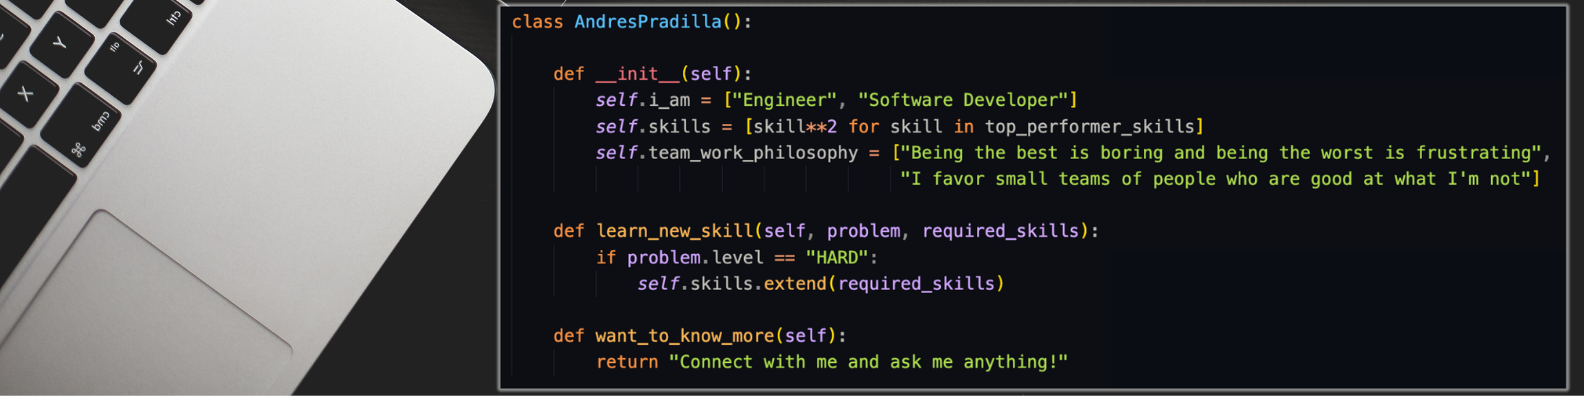 Y
X
ctrl
alt
cmd
⌘
class AndresPradilla():
def __init__(self):
self.i_am = ["Engineer", "Software Developer"]
self.skills = [skill**2 for skill in top_performer_skills]
self.team_work_philosophy = ["Being the best is boring and being the worst is frustrating",
"I favor small teams of people who are good at what I'm not"]
def learn_new_skill(self, problem, required_skills):
if problem.level == "HARD":
self.skills.extend(required_skills)
def want_to_know_more(self):
return "Connect with me and ask me anything!"